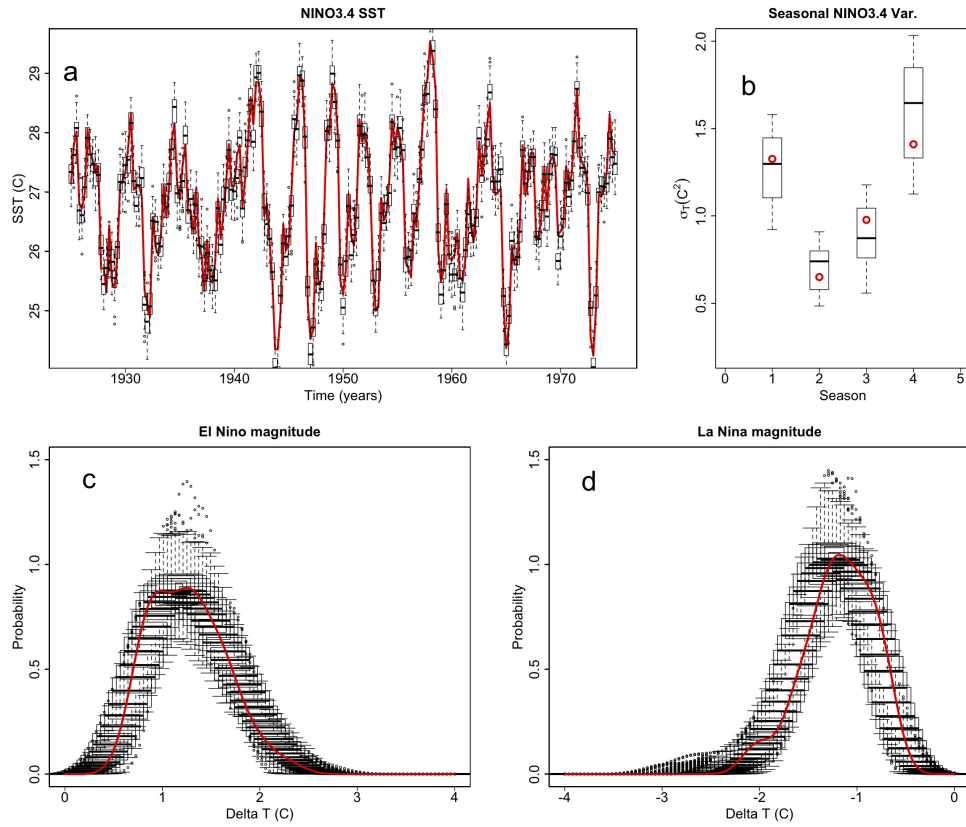 NINO3.4 SST
a
29
28
27
26
25
SST (C)
1930 1940 1950 1960 1970
Time (years)
Seasonal NINO3.4 Var.
b
2.0
1.5
1.0
0.5
σT(C²)
0 1 2 3 4 5
Season
El Nino magnitude
c
1.5
1.0
0.5
0.0
Probability
0 1 2 3 4
Delta T (C)
La Nina magnitude
d
1.5
1.0
0.5
0.0
Probability
-4 -3 -2 -1 0
Delta T (C)